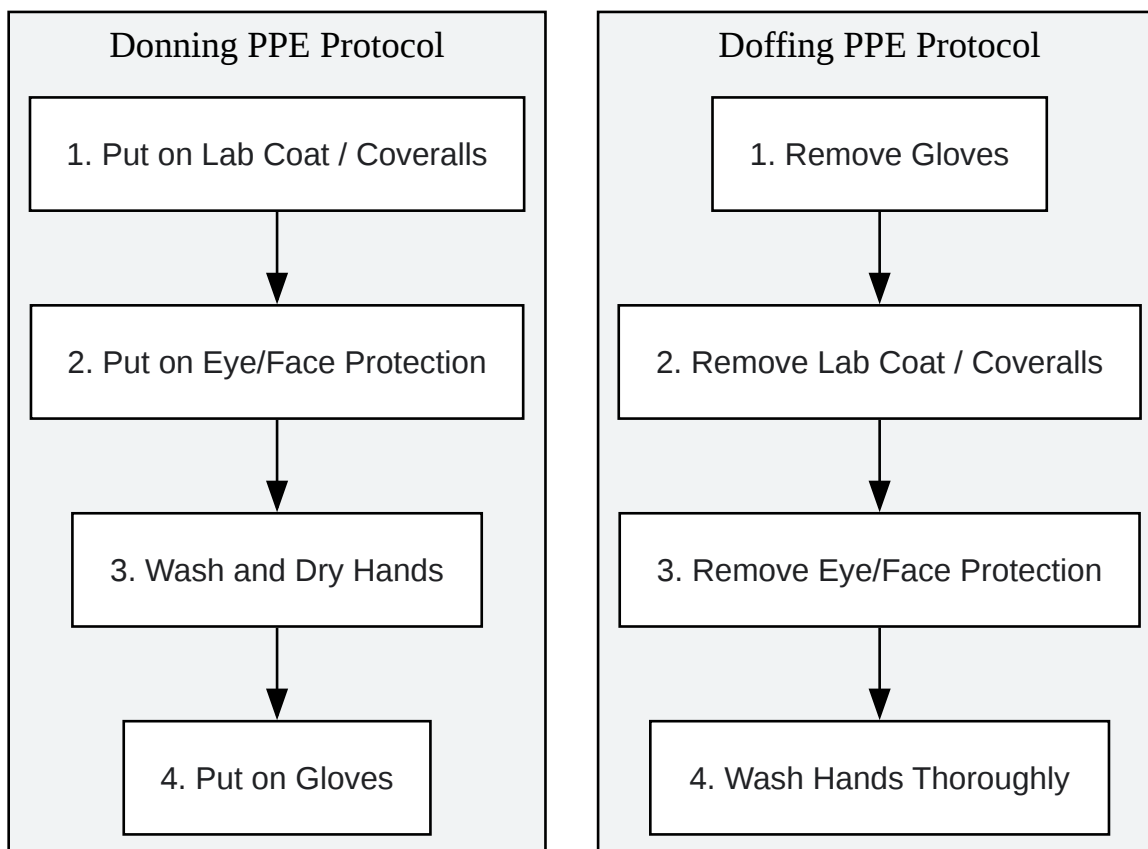 Donning PPE Protocol
1. Put on Lab Coat / Coveralls
2. Put on Eye/Face Protection
3. Wash and Dry Hands
4. Put on Gloves
Doffing PPE Protocol
1. Remove Gloves
2. Remove Lab Coat / Coveralls
3. Remove Eye/Face Protection
4. Wash Hands Thoroughly